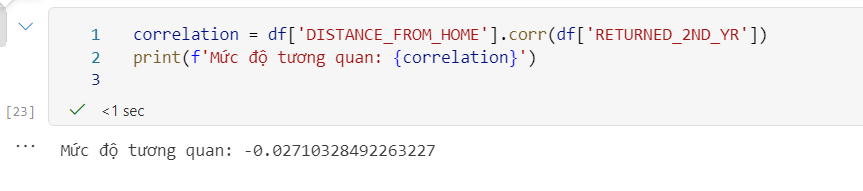 1 correlation = df['DISTANCE_FROM_HOME'].corr(df['RETURNED_2ND_YR'])
2 print(f'Mức độ tương quan: {correlation}')
3
[23] <1 sec
Mức độ tương quan: -0.02710328492263227